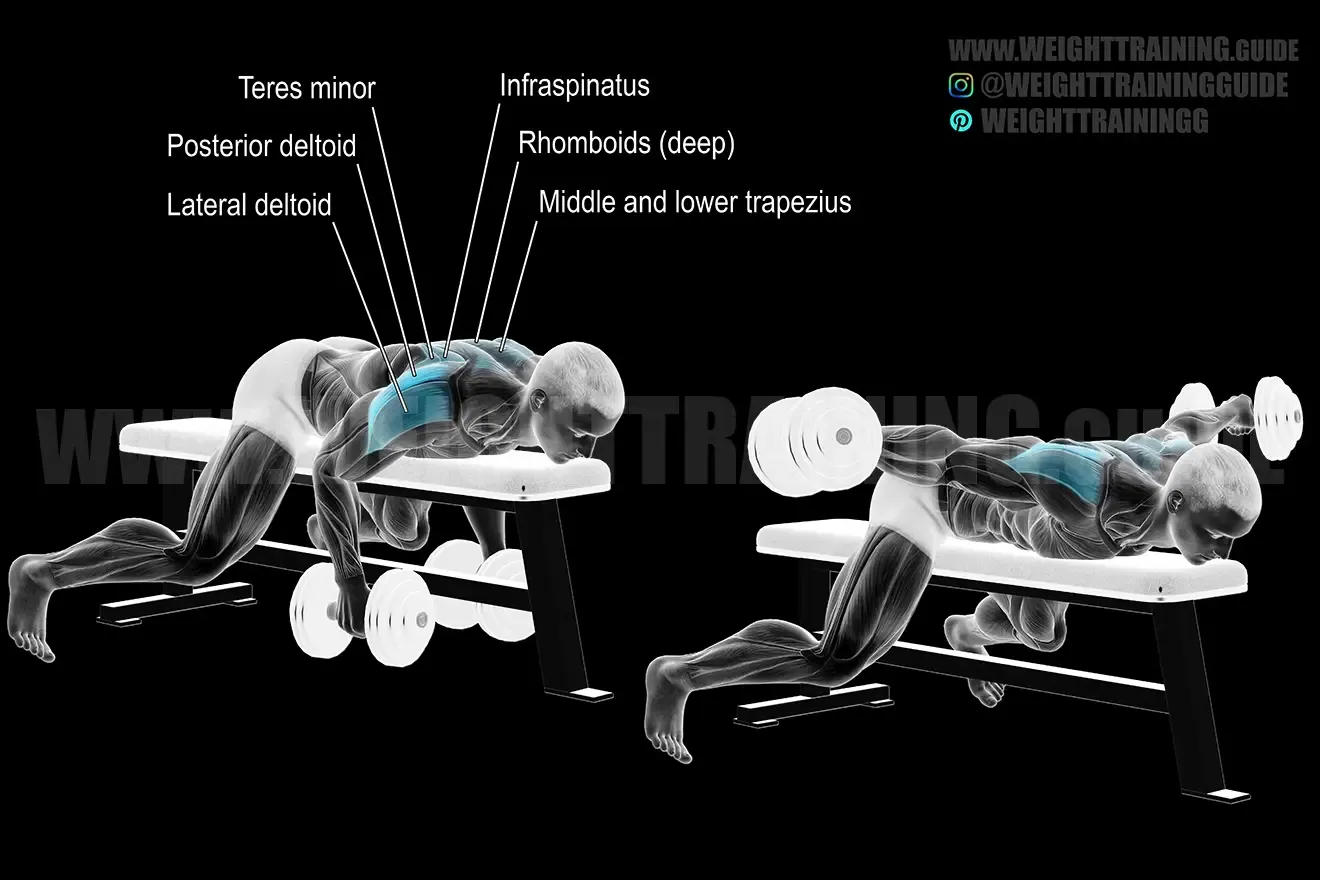 www.WEIGHTTRAINING.GUIDE
@WEIGHTTRAININGGUIDE
WEIGHTTRAININGG
Teres minor
Infraspinatus
Posterior deltoid
Rhomboids (deep)
Lateral deltoid
Middle and lower trapezius
WWW.WEIGHTTRAINING.GUIDE